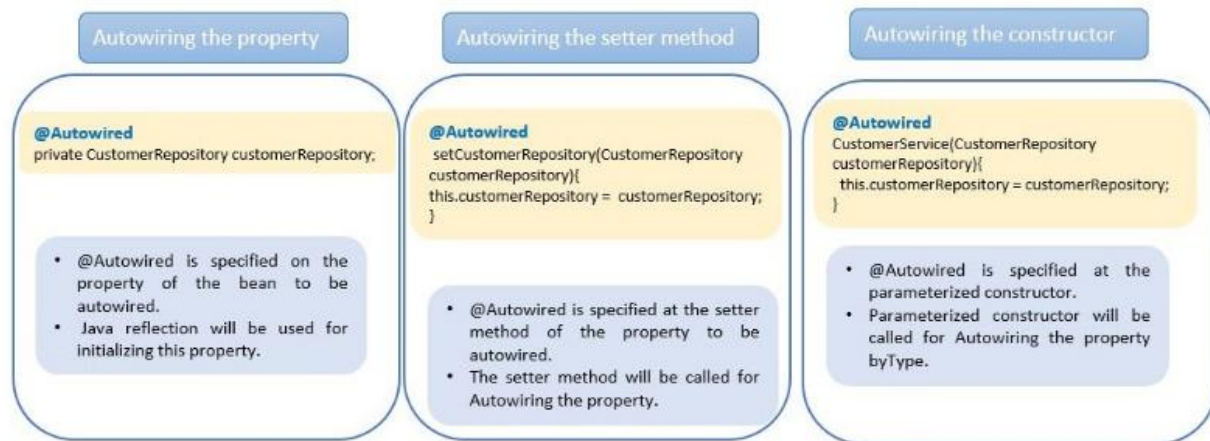 Autowiring the property
@Autowired
private CustomerRepository customerRepository;
• @Autowired is specified on the
property of the bean to be
autowired.
• Java reflection will be used for
initializing this property.
Autowiring the setter method
@Autowired
setCustomerRepository(CustomerRepository
customerRepository){
this.customerRepository = customerRepository;
}
• @Autowired is specified at the setter
method of the property to be
autowired.
• The setter method will be called for
Autowiring the property.
Autowiring the constructor
@Autowired
CustomerService(CustomerRepository
customerRepository){
this.customerRepository = customerRepository;
}
• @Autowired is specified at the
parameterized constructor.
• Parameterized constructor will be
called for Autowiring the property
byType.